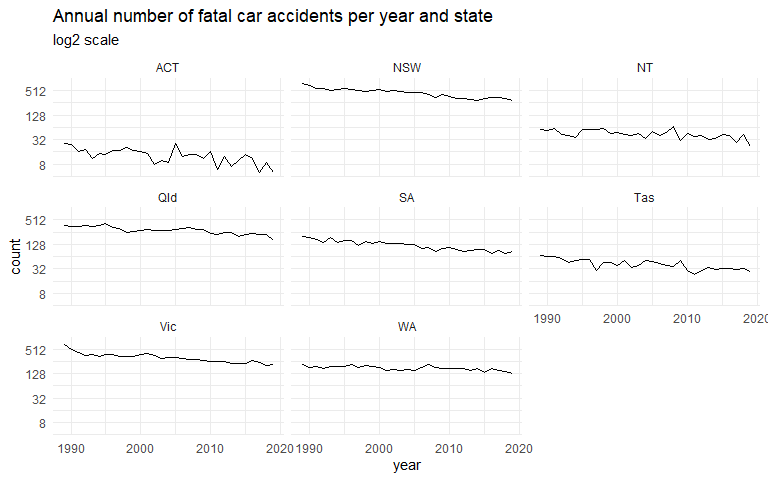 Annual number of fatal car accidents per year and state
log2 scale
ACT NSW NT
512
128
32
8
Qld SA Tas
512
128
32
8
count
1990 2000 2010 2020
Vic WA
512
128
32
8
1990 2000 2010 2020 1990 2000 2010 2020
year